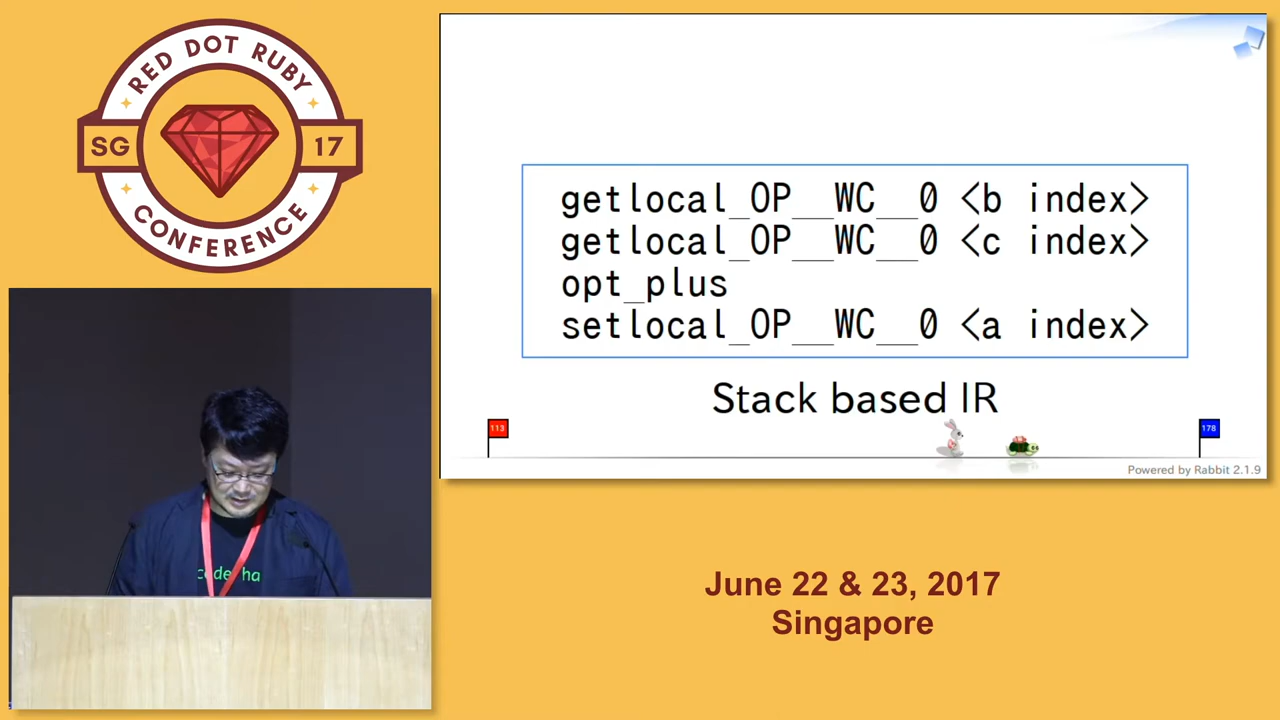 RED DOT RUBY
SG
17
CONFERENCE
getlocal_OP__WC__0 <b index>
getlocal_OP__WC__0 <c index>
opt_plus
setlocal_OP__WC__0 <a index>
Stack based IR
113
178
Powered by Rabbit 2.1.9
June 22 & 23, 2017
Singapore